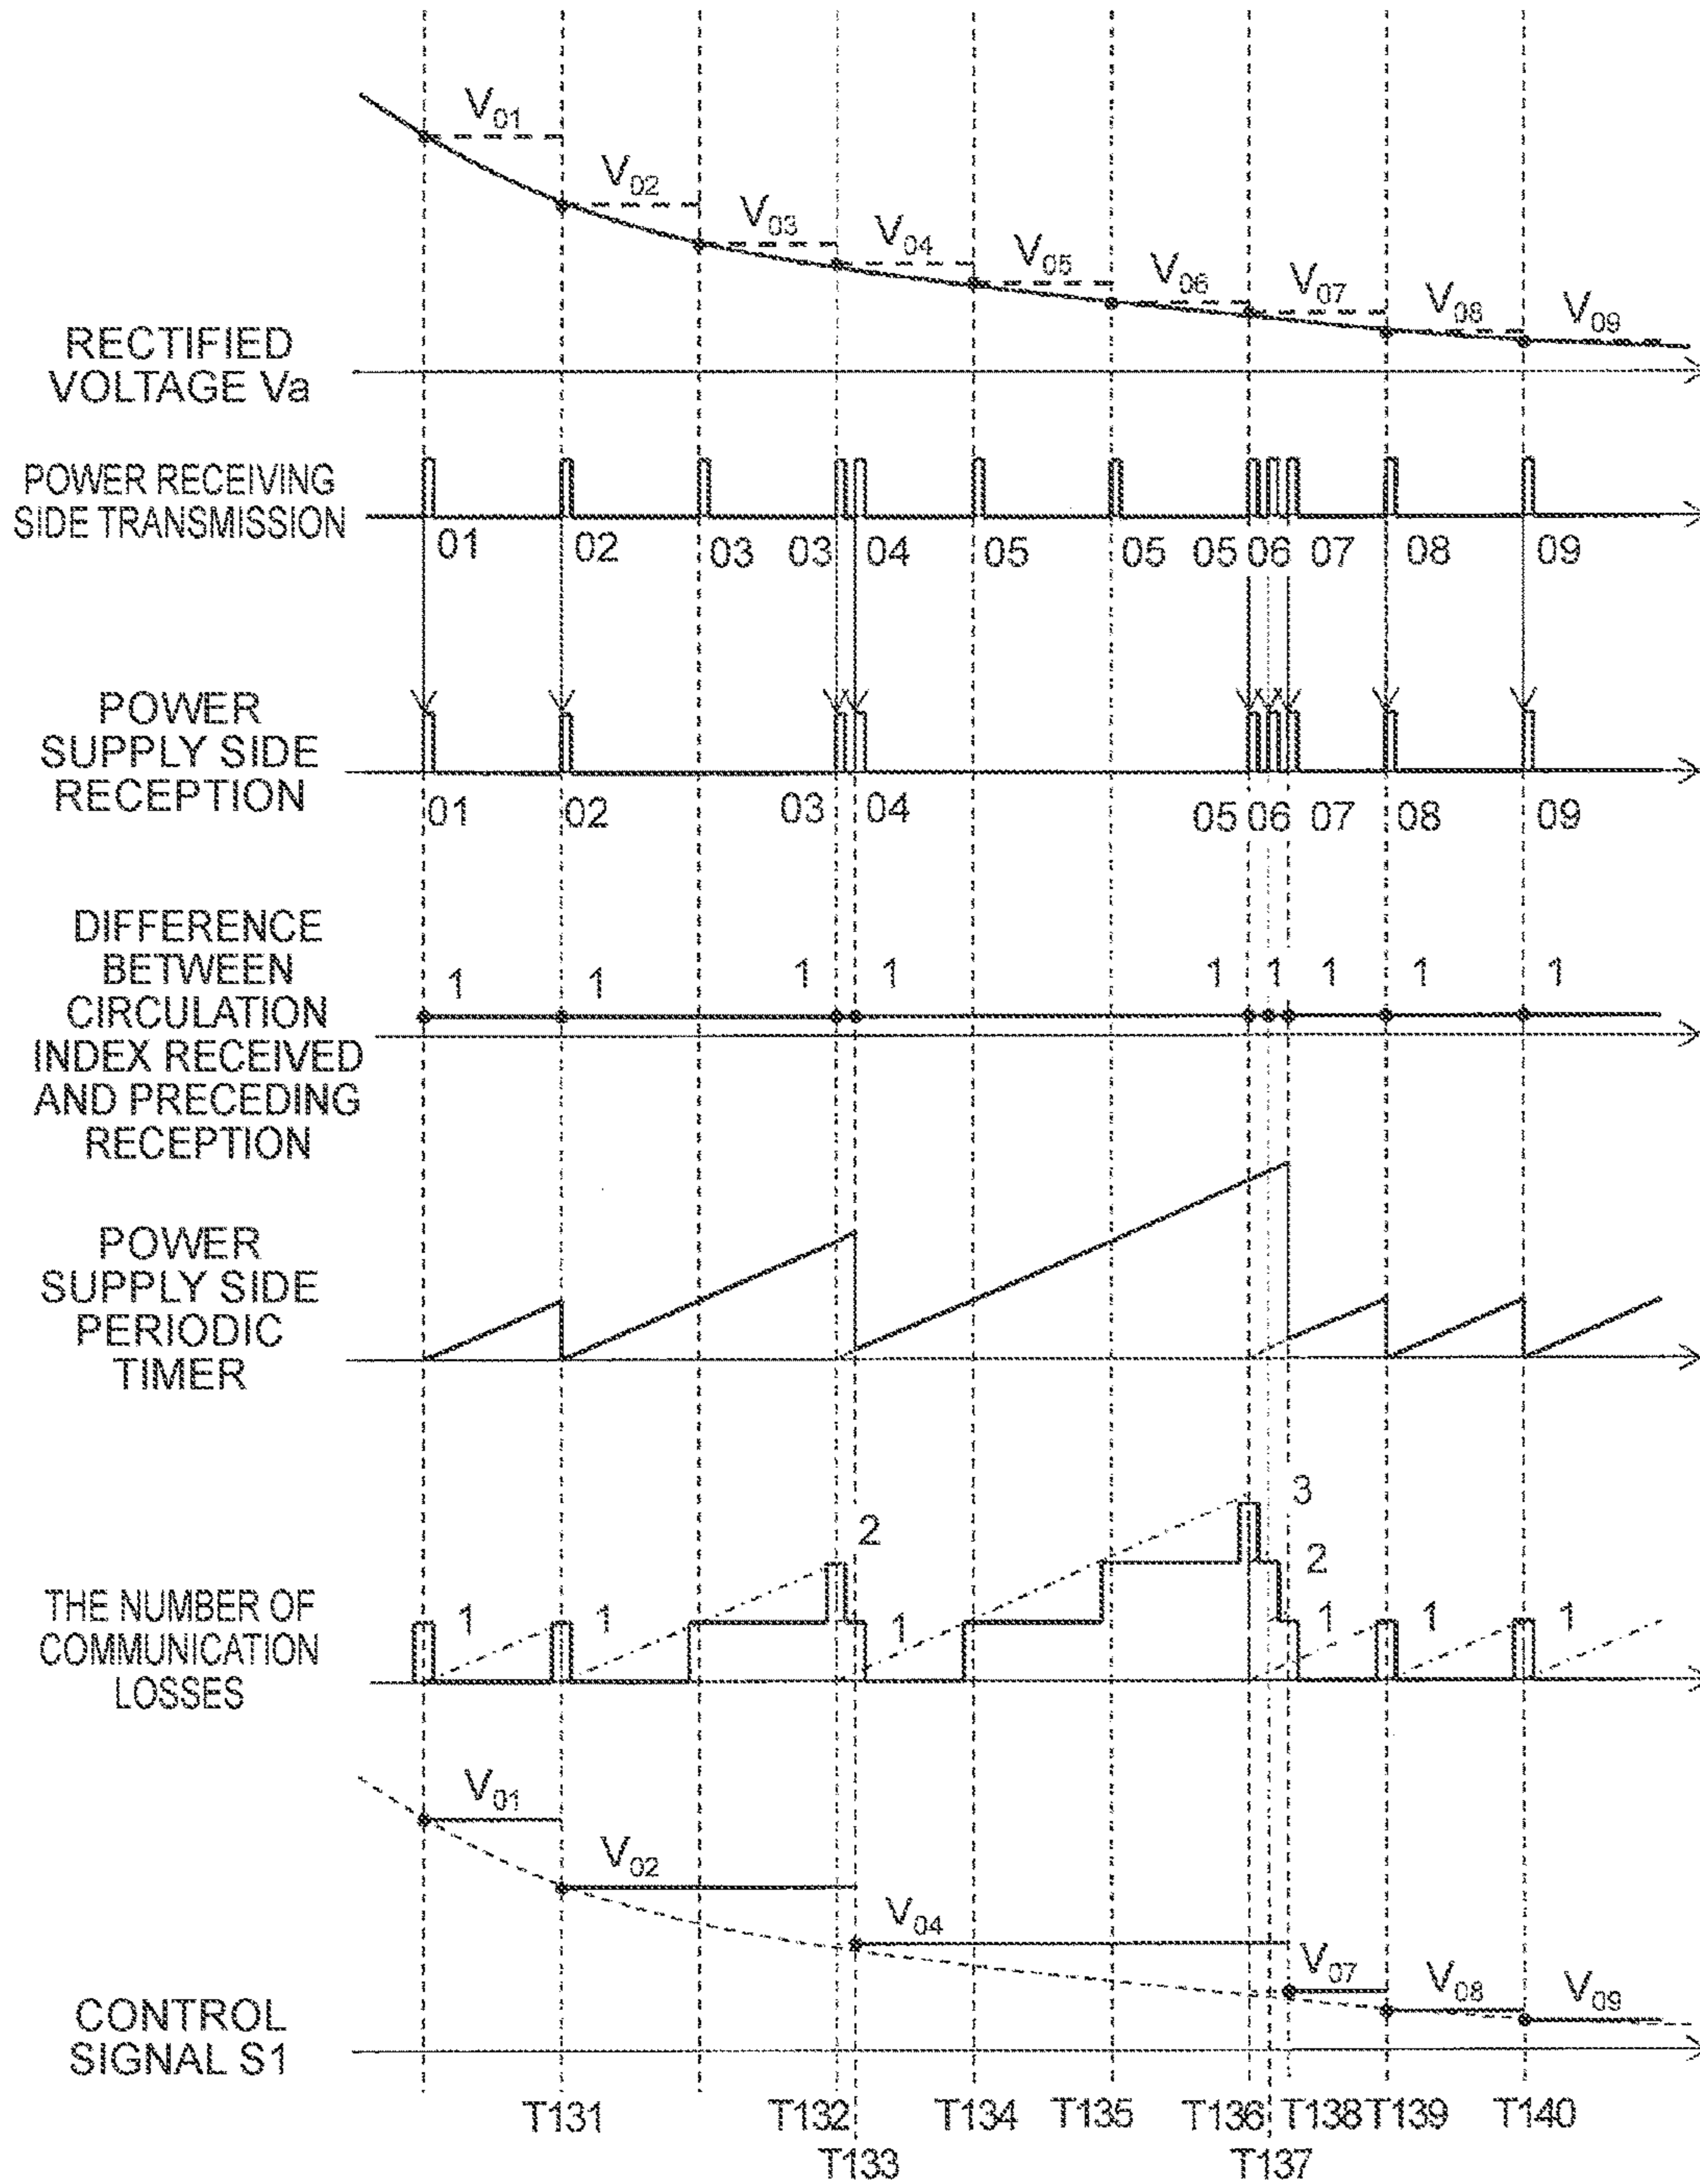 V01
V02
V03
V04
V05
V06
V07
V08
V09
RECTIFIED
VOLTAGE Va
POWER RECEIVING
SIDE TRANSMISSION
01 02 03 03 04 05 05 05 06 07 08 09
POWER
SUPPLY SIDE
RECEPTION
01 02 03 04 05 06 07 08 09
DIFFERENCE
BETWEEN
CIRCULATION
INDEX RECEIVED
AND PRECEDING
RECEPTION
1 1 1 1 1 1 1 1 1
POWER
SUPPLY SIDE
PERIODIC
TIMER
THE NUMBER OF
COMMUNICATION
LOSSES
1 1 2 1 3 2 1 1 1
V01
V02
V04
V07
V08
V09
CONTROL
SIGNAL S1
T131 T132 T134 T135 T136 T138 T139 T140
T133 T137